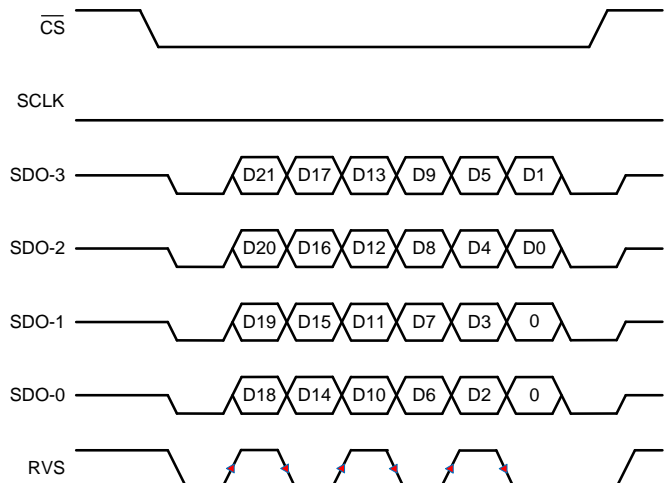 CS
SCLK
SDO-3 D21 D17 D13 D9 D5 D1
SDO-2 D20 D16 D12 D8 D4 D0
SDO-1 D19 D15 D11 D7 D3 0
SDO-0 D18 D14 D10 D6 D2 0
RVS